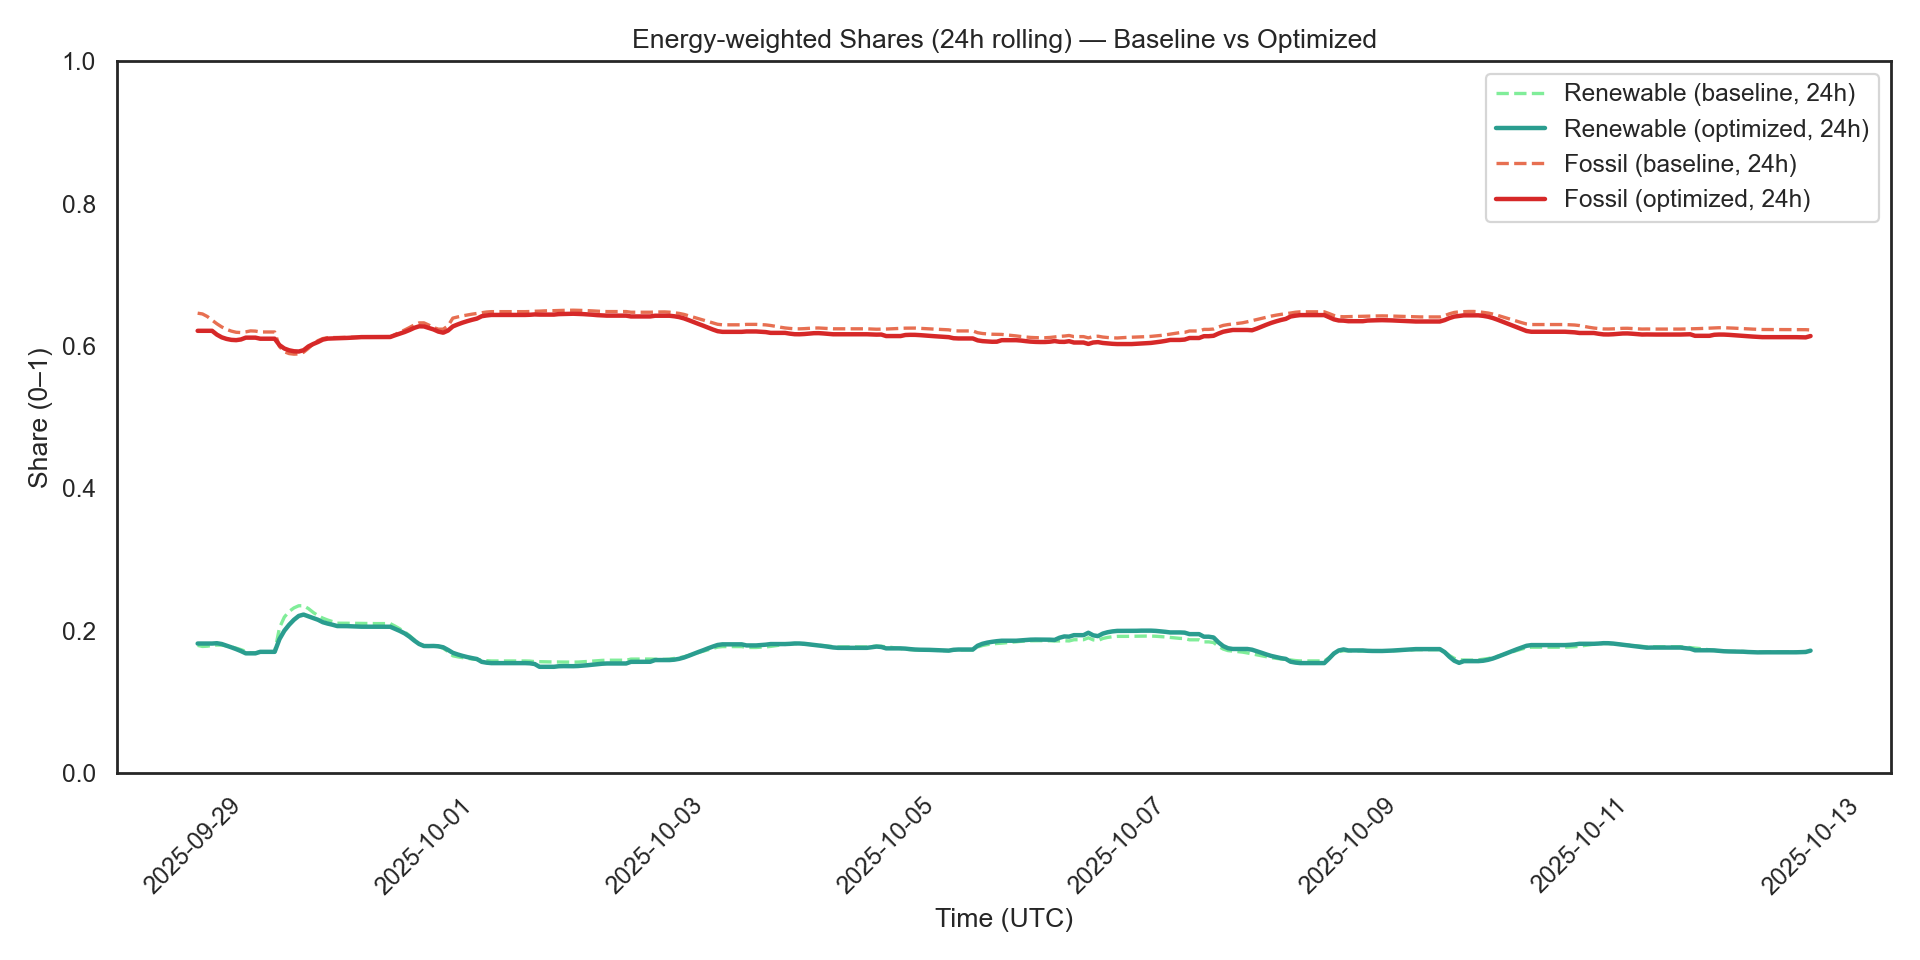 Energy-weighted Shares (24h rolling) — Baseline vs Optimized
Renewable (baseline, 24h)
Renewable (optimized, 24h)
Fossil (baseline, 24h)
Fossil (optimized, 24h)
Share (0–1)
1.0
0.8
0.6
0.4
0.2
0.0
2025-09-29
2025-10-01
2025-10-03
2025-10-05
2025-10-07
2025-10-09
2025-10-11
2025-10-13
Time (UTC)